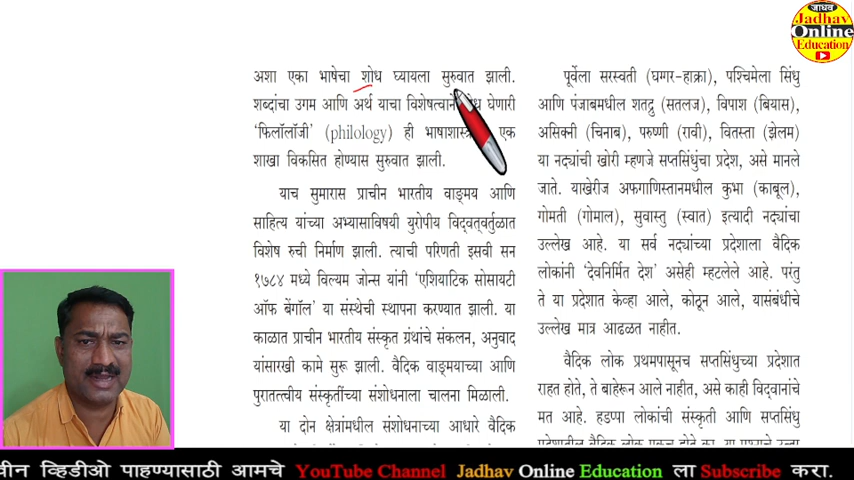 जाधव
Jadhav
Online
Education
अशा एका भाषेचा शोध घ्यायला सुरुवात झाली.
शब्दांचा उगम आणि अर्थ याचा विशेषत्वाने घेणारी
‘फिलॉलॉजी’ (philology) ही भाषाशास्त्र एक
शाखा विकसित होण्यास सुरुवात झाली.
याच सुमारास प्राचीन भारतीय वाङ्मय आणि
साहित्य यांच्या अभ्यासाविषयी युरोपीय विद्वत्वर्तुळात
विशेष रुची निर्माण झाली. त्याची परिणती इसवी सन
१७८४ मध्ये विल्यम जोन्स यांनी ‘एशियाटिक सोसायटी
ऑफ बेंगॉल’ या संस्थेची स्थापना करण्यात झाली. या
काळात प्राचीन भारतीय संस्कृत ग्रंथांचे संकलन, अनुवाद
यांसारखी कामे सुरू झाली. वैदिक वाङ्मयाच्या आणि
पुरातत्त्वीय संस्कृतींच्या संशोधनाला चालना मिळाली.
या दोन क्षेत्रांमधील संशोधनाच्या आधारे वैदिक
पूर्वेला सरस्वती (घग्गर-हाक्रा), पश्चिमेला सिंधु
आणि पंजाबमधील शतद्रु (सतलज), विपाश (बियास),
असिक्नी (चिनाब), परुष्णी (रावी), वितस्ता (झेलम)
या नद्यांची खोरी म्हणजे सप्तसिंधुंचा प्रदेश, असे मानले
जाते. याखेरीज अफगाणिस्तानमधील कुभा (काबूल),
गोमती (गोमाल), सुवास्तु (स्वात) इत्यादी नद्यांचा
उल्लेख आहे. या सर्व नद्यांच्या प्रदेशाला वैदिक
लोकांनी ‘देवनिर्मित देश’ असेही म्हटलेले आहे. परंतु
ते या प्रदेशात केव्हा आले, कोठून आले, यासंबंधीचे
उल्लेख मात्र आढळत नाहीत.
वैदिक लोक प्रथमपासूनच सप्तसिंधुच्या प्रदेशात
राहत होते, ते बाहेरून आले नाहीत, असे काही विद्वानांचे
मत आहे. हडप्पा लोकांची संस्कृती आणि सप्तसिंधु
वीन व्हिडीओ पाहण्यासाठी आमचे YouTube Channel Jadhav Online Education ला Subscribe करा.